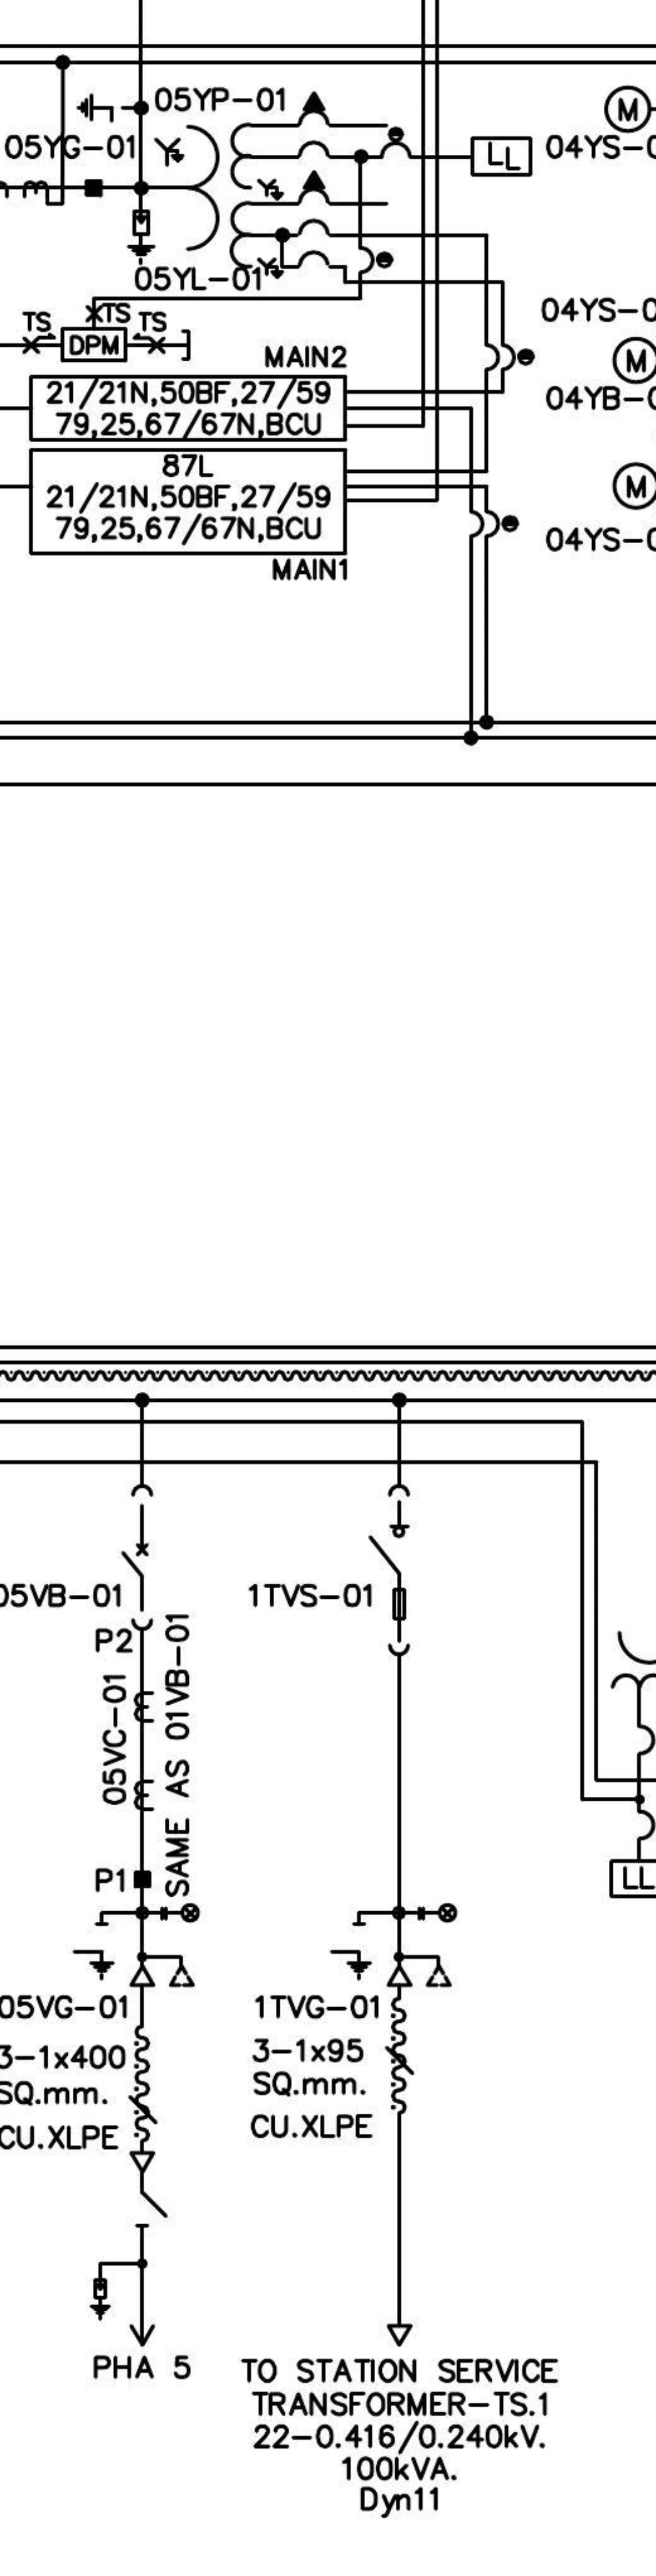 05YP-01
M
05YG-01
LL
04YS-0
05YL-01
04YS-0
TS
TS
TS
DPM
MAIN2
M
21/21N,50BF,27/59
79,25,67/67N,BCU
04YB-0
87L
21/21N,50BF,27/59
79,25,67/67N,BCU
M
04YS-0
MAIN1
05VB-01
1TVS-01
P2
05VC-01
SAME AS 01VB-01
P1
LL
05VG-01
3-1x400
SQ.mm.
CU.XLPE
1TVG-01
3-1x95
SQ.mm.
CU.XLPE
PHA 5
TO STATION SERVICE
TRANSFORMER-TS.1
22-0.416/0.240kV.
100kVA.
Dyn11